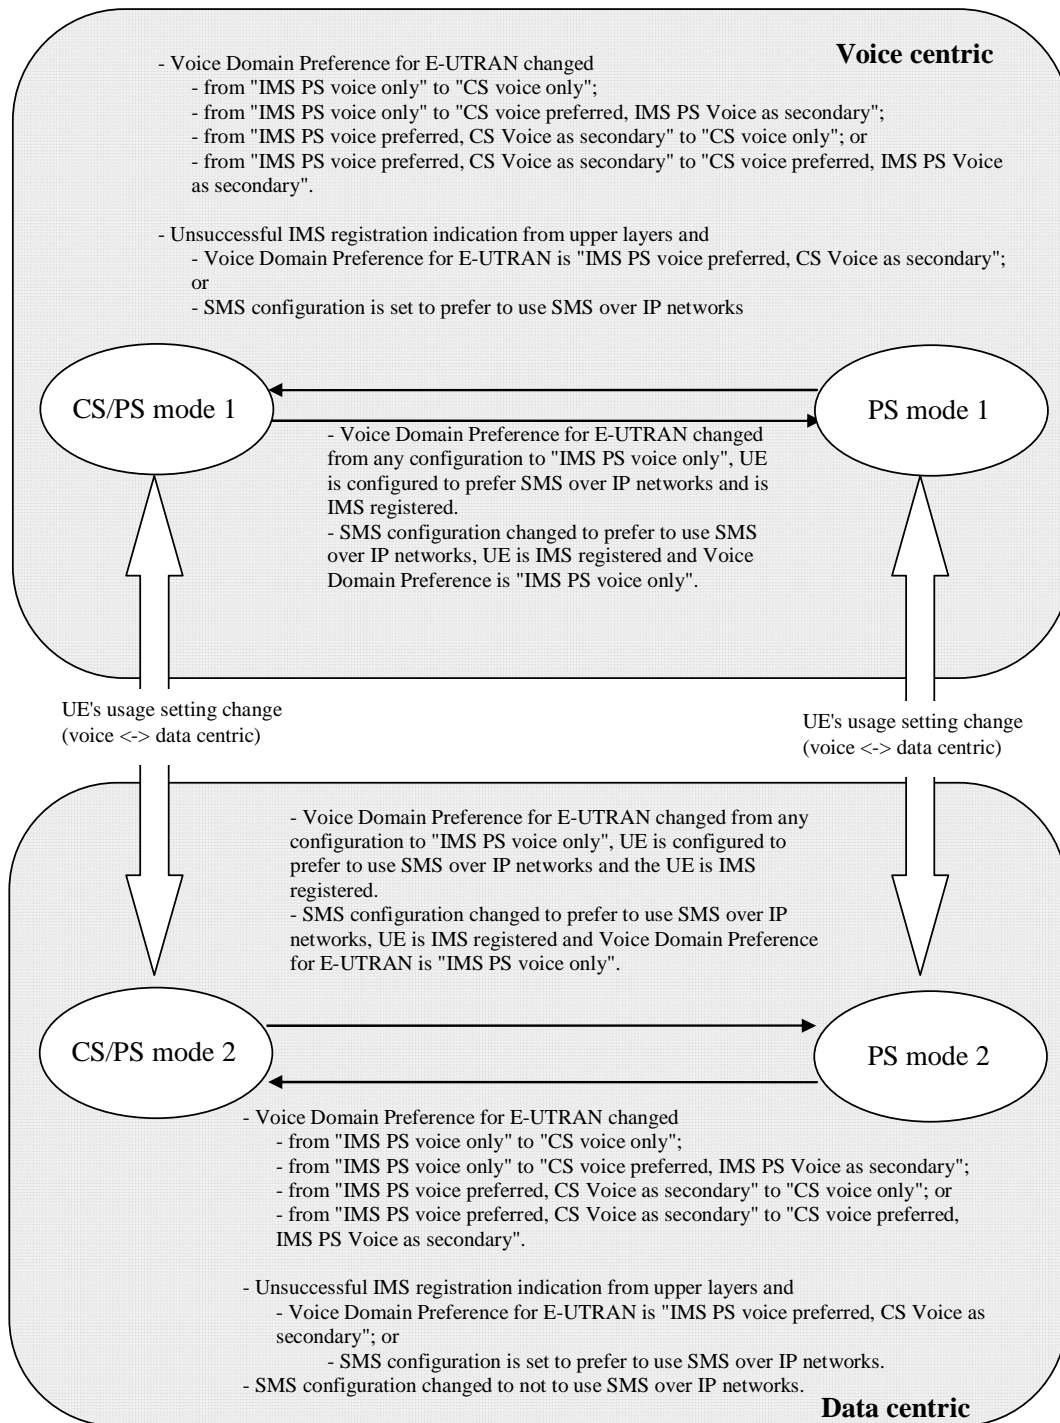 Voice centric
- Voice Domain Preference for E-UTRAN changed
- from "IMS PS voice only" to "CS voice only";
- from "IMS PS voice only" to "CS voice preferred, IMS PS Voice as secondary";
- from "IMS PS voice preferred, CS Voice as secondary" to "CS voice only"; or
- from "IMS PS voice preferred, CS Voice as secondary" to "CS voice preferred, IMS PS Voice
as secondary".
- Unsuccessful IMS registration indication from upper layers and
- Voice Domain Preference for E-UTRAN is "IMS PS voice preferred, CS Voice as secondary";
or
- SMS configuration is set to prefer to use SMS over IP networks
CS/PS mode 1
PS mode 1
- Voice Domain Preference for E-UTRAN changed
from any configuration to "IMS PS voice only", UE
is configured to prefer SMS over IP networks and is
IMS registered.
- SMS configuration changed to prefer to use SMS
over IP networks, UE is IMS registered and Voice
Domain Preference is "IMS PS voice only".
UE's usage setting change
(voice <-> data centric)
UE's usage setting change
(voice <-> data centric)
- Voice Domain Preference for E-UTRAN changed from any
configuration to "IMS PS voice only", UE is configured to
prefer to use SMS over IP networks and the UE is IMS
registered.
- SMS configuration changed to prefer to use SMS over IP
networks, UE is IMS registered and Voice Domain Preference
for E-UTRAN is "IMS PS voice only".
CS/PS mode 2
PS mode 2
- Voice Domain Preference for E-UTRAN changed
- from "IMS PS voice only" to "CS voice only";
- from "IMS PS voice only" to "CS voice preferred, IMS PS Voice as secondary";
- from "IMS PS voice preferred, CS Voice as secondary" to "CS voice only"; or
- from "IMS PS voice preferred, CS Voice as secondary" to "CS voice preferred,
IMS PS Voice as secondary".
- Unsuccessful IMS registration indication from upper layers and
- Voice Domain Preference for E-UTRAN is "IMS PS voice preferred, CS Voice as
secondary"; or
- SMS configuration is set to prefer to use SMS over IP networks.
- SMS configuration changed to not to use SMS over IP networks.
Data centric